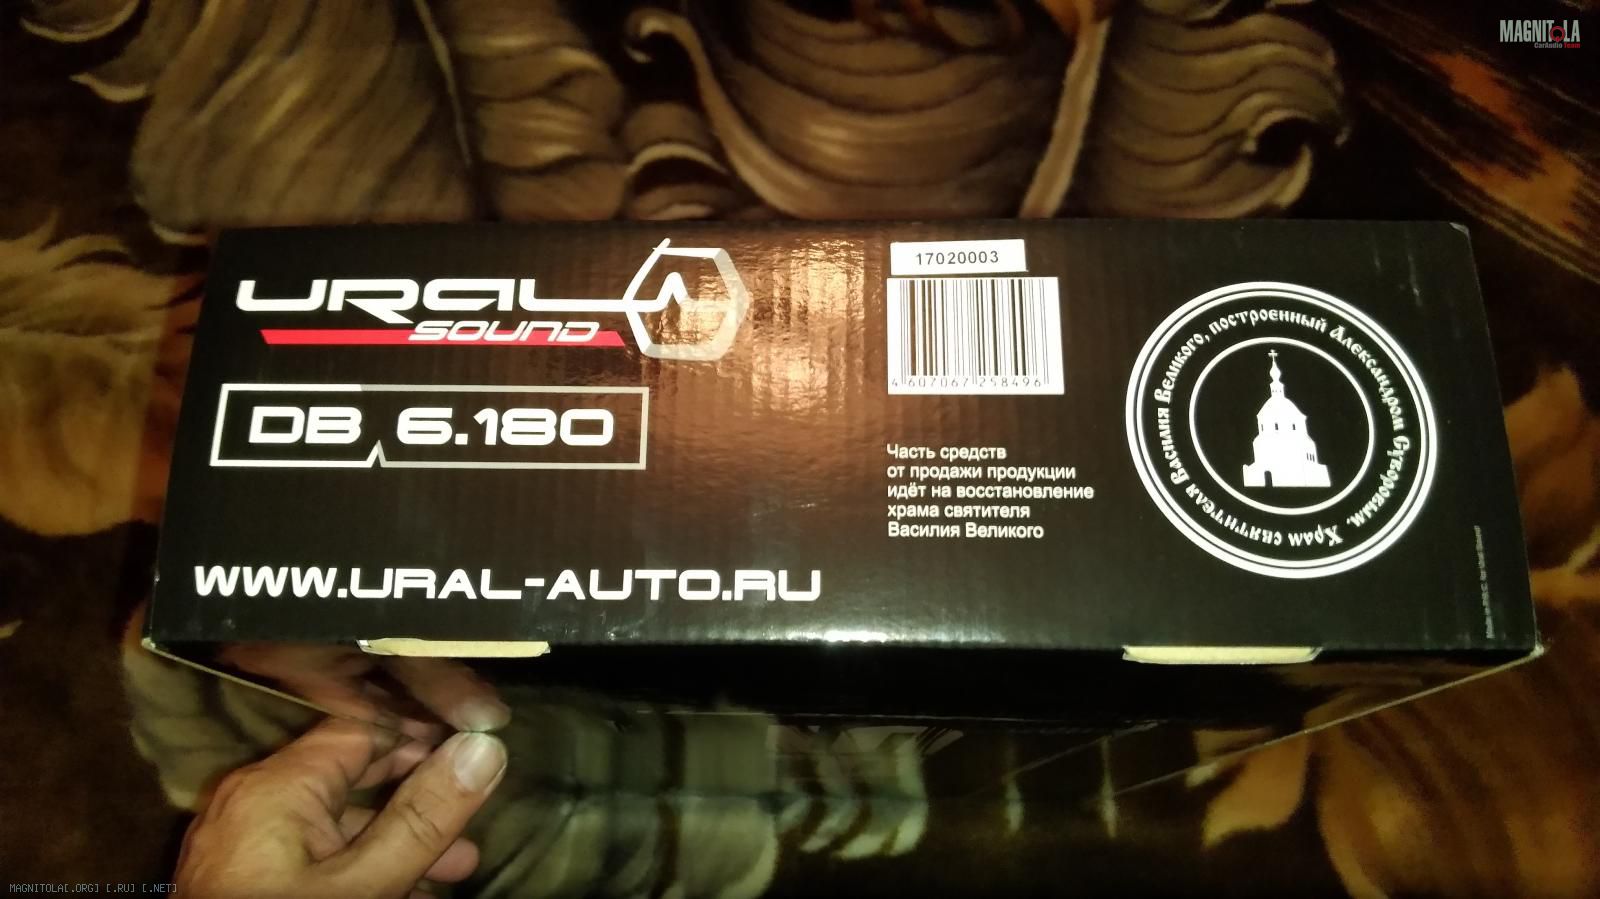 MAGNITOLA
CarAudio Team
URAL
SOUND
DB 6.180
WWW.URAL-AUTO.RU
17020003
4 607067 258496
Часть средств
от продажи продукции
идёт на восстановление
храма святителя
Василия Великого
Храм святителя Василия Великого, построенный Александром Суворовым.
MAGNITOLA[.ORG] [.RU] [.NET]